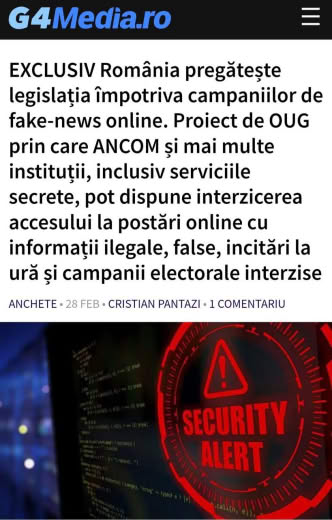 G4Media.ro
EXCLUSIV România pregătește
legislația împotriva campaniilor de
fake-news online. Proiect de OUG
prin care ANCOM și mai multe
instituții, inclusiv serviciile
secrete, pot dispune interzicerea
accesului la postări online cu
informații ilegale, false, incitări la
ură și campanii electorale interzise
ANCHETE • 28 FEB • CRISTIAN PANTAZI • 1 COMENTARIU
SECURITY
ALERT